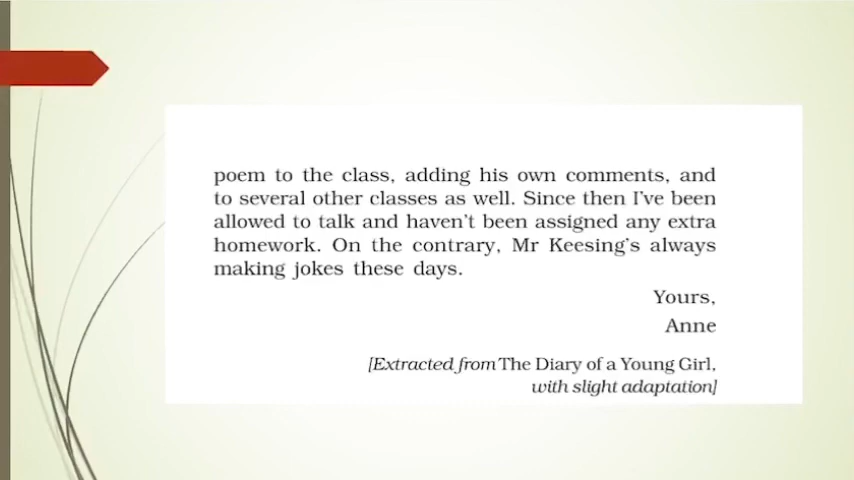 poem to the class, adding his own comments, and
to several other classes as well. Since then I've been
allowed to talk and haven't been assigned any extra
homework. On the contrary, Mr Keesing's always
making jokes these days.
Yours,
Anne
[Extracted from The Diary of a Young Girl,
with slight adaptation]